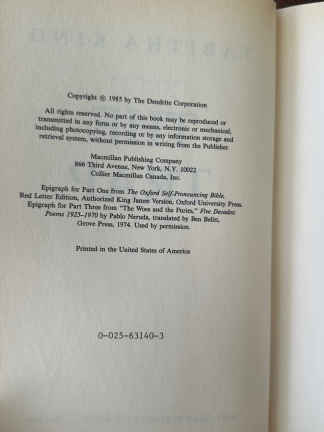 TABITHA KING
Copyright © 1985 by The Dendrite Corporation
All rights reserved. No part of this book may be reproduced or
transmitted in any form or by any means, electronic or mechanical,
including photocopying, recording or by any information storage and
retrieval system, without permission in writing from the Publisher
Macmillan Publishing Company
866 Third Avenue, New York, N.Y. 10022
Collier Macmillan Canada, Inc.
Epigraph for Part One from The Oxford Self-Pronouncing Bible,
Red Letter Edition, Authorized King James Version, Oxford University Press.
Epigraph for Part Three from "The Woes and the Furies," Five Decades
Poems 1925-1970 by Pablo Neruda, translated by Ben Belitt,
Grove Press, 1974. Used by permission.
Printed in the United States of America
0-025-63140-3